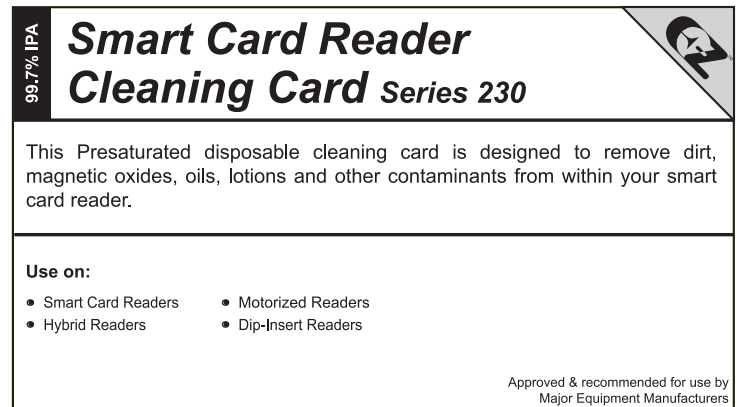 99.7% IPA
Smart Card Reader
Cleaning Card Series 230
This Presaturated disposable cleaning card is designed to remove dirt,
magnetic oxides, oils, lotions and other contaminants from within your smart
card reader.
Use on:
Smart Card Readers
Hybrid Readers
Motorized Readers
Dip-Insert Readers
Approved & recommended for use by
Major Equipment Manufacturers